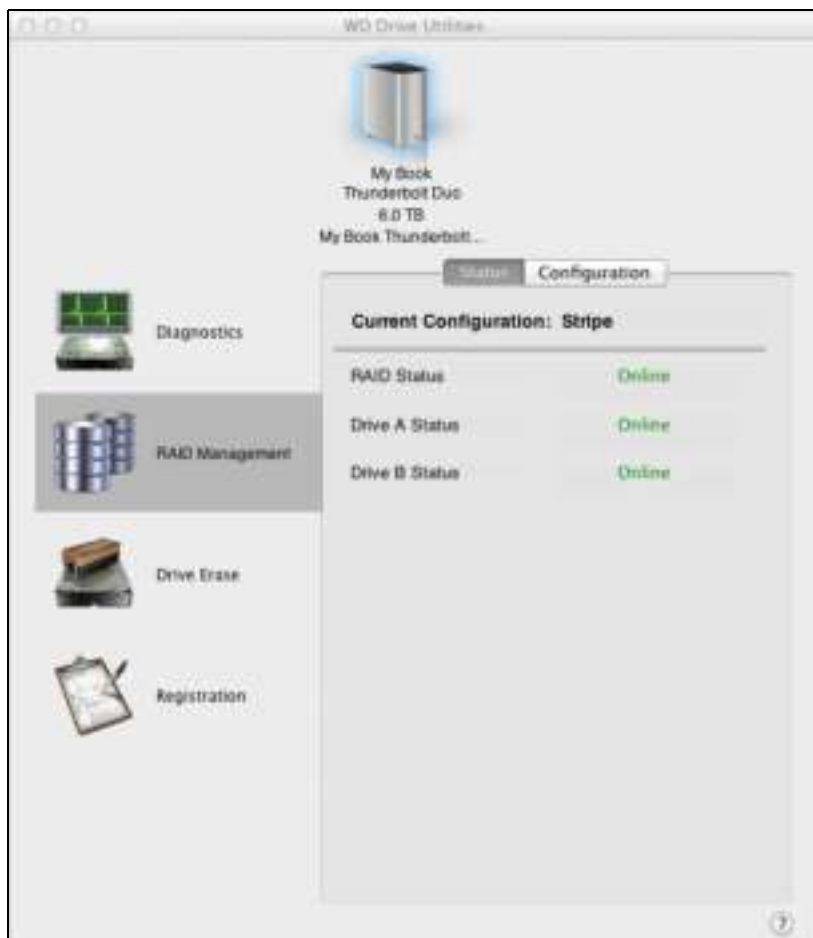 WD Drive Utilities
My Book
Thunderbolt Duo
6.0 TB
My Book Thunderbolt...
Status
Configuration
Diagnostics
RAID Management
Drive Erase
Registration
Current Configuration: Stripe
RAID Status Online
Drive A Status Online
Drive B Status Online
?